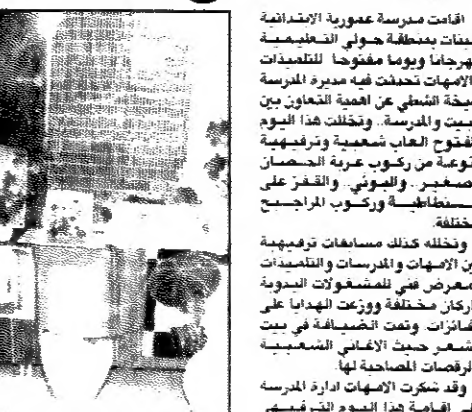 اقامت مدرسة عمورية الابتدائية
بنات بمنطقة حولي التعليمية
مهرجانا ويوما مفتوحا للتلميذات
والامهات تحدثت فيه مديرة المدرسة
شيخة الشطي عن اهمية التعاون بين
البيت والمدرسة.. وتخللت هذا اليوم
المفتوح العاب شعبية وترفيهية
متنوعة من ركوب عربة الحصان
الصغير.. والبوني.. والقفز على
وركوب المراجيح
المختلفة.
وتخلله كذلك مسابقات ترفيهية
بين الامهات والمدرسات والتلميذات
ومعرض فني للمشغولات اليدوية
واركان مختلفة ووزعت الهدايا على
الفائزات. وتمت الضيافة في بيت
الشعر حيث الاغاني الشعبية
والرقصات المصاحبة لها.
وقد شكرت الامهات ادارة المدرسة
على اقامة هذا اليوم الترفيهي